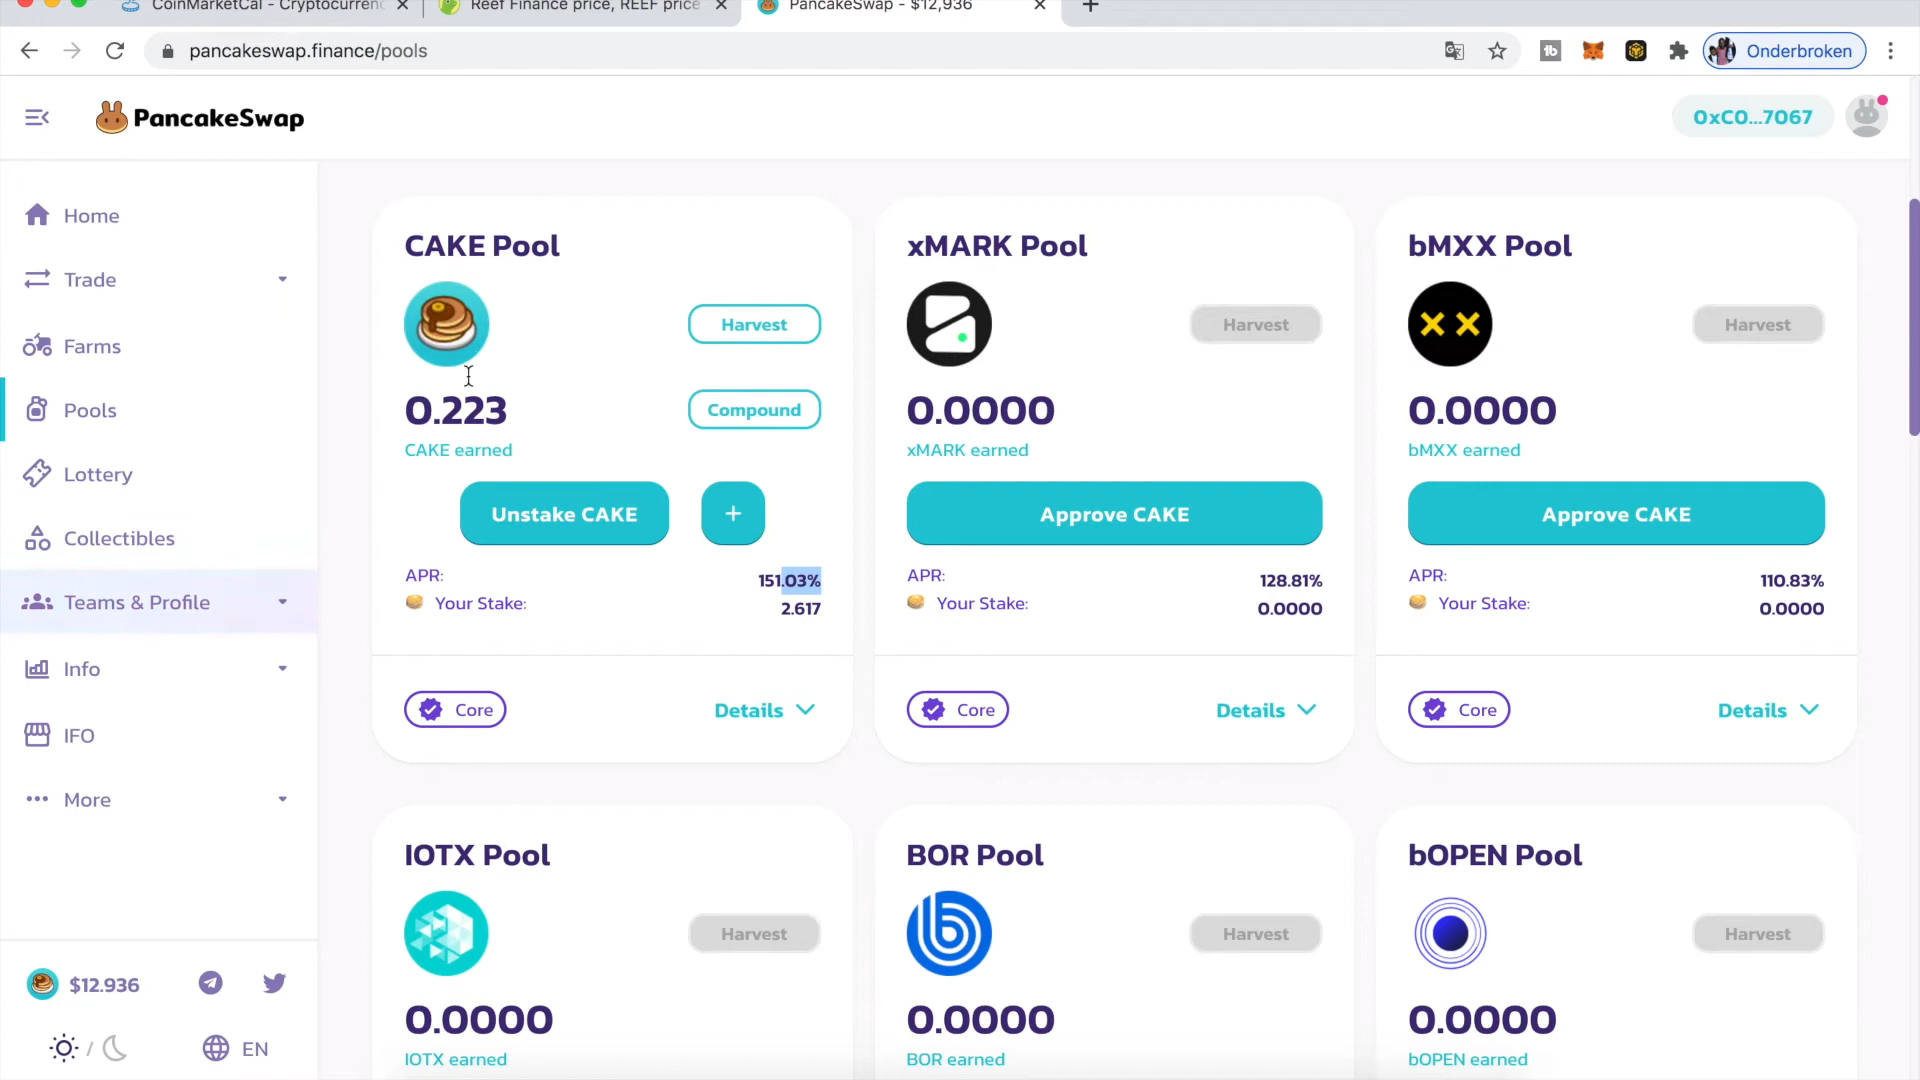 CoinMarketCal - Cryptocurrenc
Reef Finance price, REEF price
PancakeSwap - $12,936
pancakeswap.finance/pools
Onderbroken
PancakeSwap
0xC0...7067
Home
Trade
Farms
Pools
Lottery
Collectibles
Teams & Profile
Info
IFO
More
$12.936
/
EN
CAKE Pool
Harvest
0.223
Compound
CAKE earned
Unstake CAKE
+
APR:
151.03%
Your Stake:
2.617
Core
Details
xMARK Pool
Harvest
0.0000
xMARK earned
Approve CAKE
APR:
128.81%
Your Stake:
0.0000
Core
Details
bMXX Pool
Harvest
0.0000
bMXX earned
Approve CAKE
APR:
110.83%
Your Stake:
0.0000
Core
Details
IOTX Pool
Harvest
0.0000
IOTX earned
BOR Pool
Harvest
0.0000
BOR earned
bOPEN Pool
Harvest
0.0000
bOPEN earned